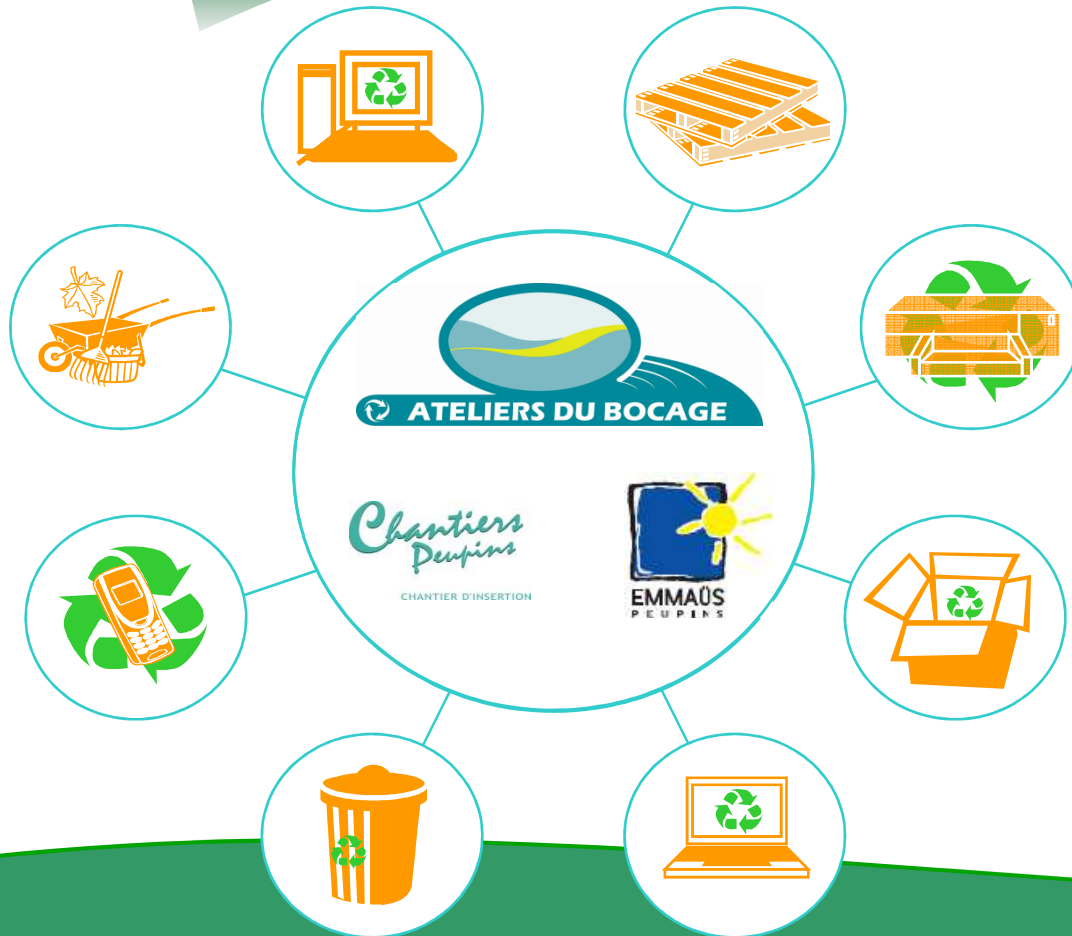 ATELIERS DU BOCAGE
Chantiers
Peupins
CHANTIER D'INSERTION
EMMAÜS
PEUPINS